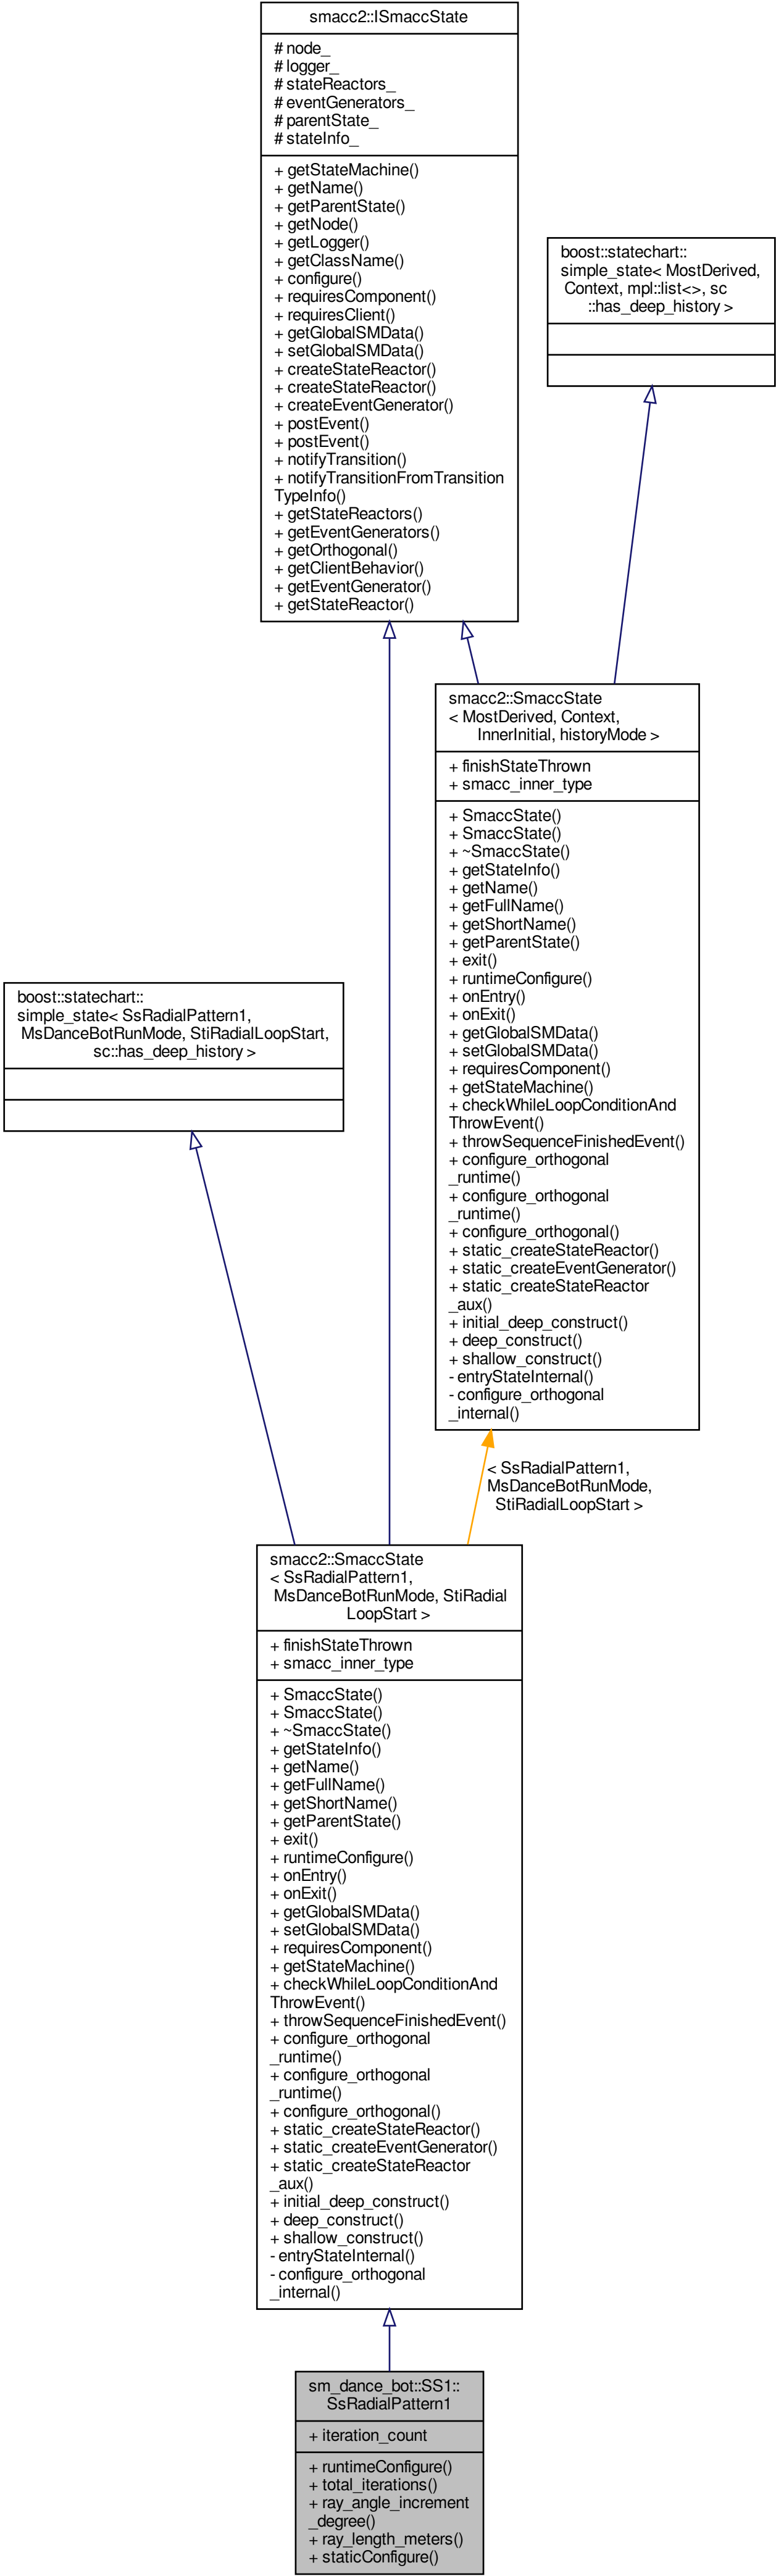 smacc2::ISmaccState
# node_
# logger_
# stateReactors_
# eventGenerators_
# parentState_
# stateInfo_
+ getStateMachine()
+ getName()
+ getParentState()
+ getNode()
+ getLogger()
+ getClassName()
+ configure()
+ requiresComponent()
+ requiresClient()
+ getGlobalSMData()
+ setGlobalSMData()
+ createStateReactor()
+ createStateReactor()
+ createEventGenerator()
+ postEvent()
+ postEvent()
+ notifyTransition()
+ notifyTransitionFromTransition
TypeInfo()
+ getStateReactors()
+ getEventGenerators()
+ getOrthogonal()
+ getClientBehavior()
+ getEventGenerator()
+ getStateReactor()
boost::statechart::
simple_state< MostDerived,
Context, mpl::list<>, sc
::has_deep_history >
smacc2::SmaccState
< MostDerived, Context,
InnerInitial, historyMode >
+ finishStateThrown
+ smacc_inner_type
+ SmaccState()
+ SmaccState()
+ ~SmaccState()
+ getStateInfo()
+ getName()
+ getFullName()
+ getShortName()
+ getParentState()
+ exit()
+ runtimeConfigure()
+ onEntry()
+ onExit()
+ getGlobalSMData()
+ setGlobalSMData()
+ requiresComponent()
+ getStateMachine()
+ checkWhileLoopConditionAnd
ThrowEvent()
+ throwSequenceFinishedEvent()
+ configure_orthogonal
_runtime()
+ configure_orthogonal
_runtime()
+ configure_orthogonal()
+ static_createStateReactor()
+ static_createEventGenerator()
+ static_createStateReactor
_aux()
+ initial_deep_construct()
+ deep_construct()
+ shallow_construct()
- entryStateInternal()
- configure_orthogonal
_internal()
boost::statechart::
simple_state< SsRadialPattern1,
MsDanceBotRunMode, StiRadialLoopStart,
sc::has_deep_history >
< SsRadialPattern1,
MsDanceBotRunMode,
StiRadialLoopStart >
smacc2::SmaccState
< SsRadialPattern1,
MsDanceBotRunMode, StiRadial
LoopStart >
+ finishStateThrown
+ smacc_inner_type
+ SmaccState()
+ SmaccState()
+ ~SmaccState()
+ getStateInfo()
+ getName()
+ getFullName()
+ getShortName()
+ getParentState()
+ exit()
+ runtimeConfigure()
+ onEntry()
+ onExit()
+ getGlobalSMData()
+ setGlobalSMData()
+ requiresComponent()
+ getStateMachine()
+ checkWhileLoopConditionAnd
ThrowEvent()
+ throwSequenceFinishedEvent()
+ configure_orthogonal
_runtime()
+ configure_orthogonal
_runtime()
+ configure_orthogonal()
+ static_createStateReactor()
+ static_createEventGenerator()
+ static_createStateReactor
_aux()
+ initial_deep_construct()
+ deep_construct()
+ shallow_construct()
- entryStateInternal()
- configure_orthogonal
_internal()
sm_dance_bot::SS1::
SsRadialPattern1
+ iteration_count
+ runtimeConfigure()
+ total_iterations()
+ ray_angle_increment
_degree()
+ ray_length_meters()
+ staticConfigure()